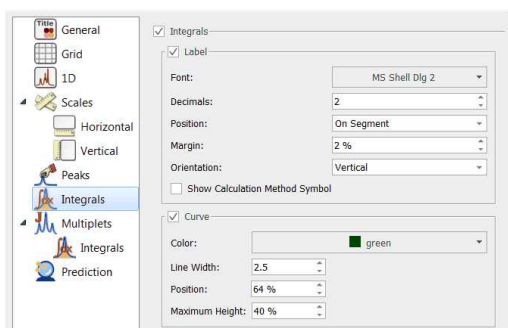 Title
General
Grid
1D
Scales
Horizontal
Vertical
Peaks
Integrals
Multiplets
Integrals
Prediction
Integrals
Label
Font: MS Shell Dlg 2
Decimals: 2
Position: On Segment
Margin: 2 %
Orientation: Vertical
Show Calculation Method Symbol
Curve
Color: green
Line Width: 2.5
Position: 64 %
Maximum Height: 40 %